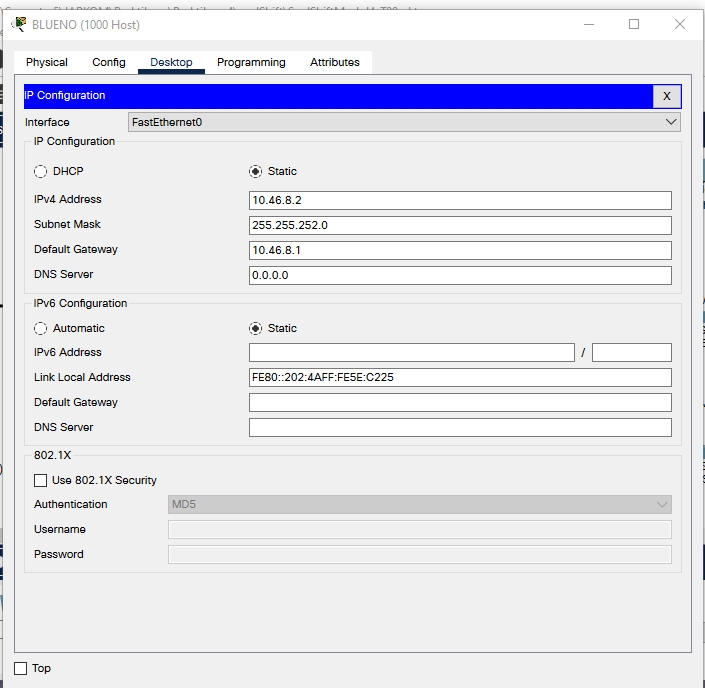 BLUENO (1000 Host)
Physical Config Desktop Programming Attributes
IP Configuration X
Interface FastEthernet0
IP Configuration
DHCP Static
IPv4 Address 10.46.8.2
Subnet Mask 255.255.252.0
Default Gateway 10.46.8.1
DNS Server 0.0.0.0
IPv6 Configuration
Automatic Static
IPv6 Address /
Link Local Address FE80::202:4AFF:FE5E:C225
Default Gateway
DNS Server
802.1X
Use 802.1X Security
Authentication MD5
Username
Password
Top